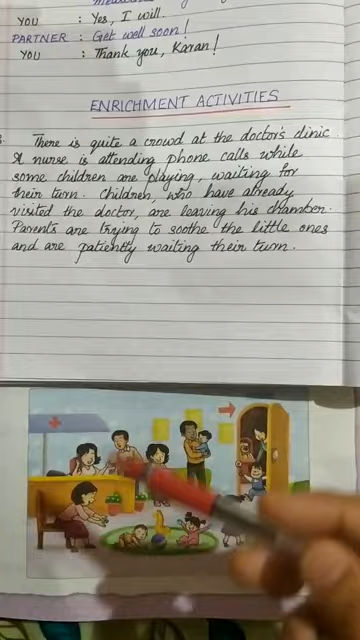 YOU : Yes, I will.
PARTNER : Get well soon!
YOU : Thank you, Karan!
ENRICHMENT ACTIVITIES
There is quite a crowd at the doctor's clinic.
A nurse is attending phone calls while
some children are playing, waiting for
their turn. Children, who have already
visited the doctor, are leaving his chamber.
Parents are trying to soothe the little ones
and are patiently waiting their turn.